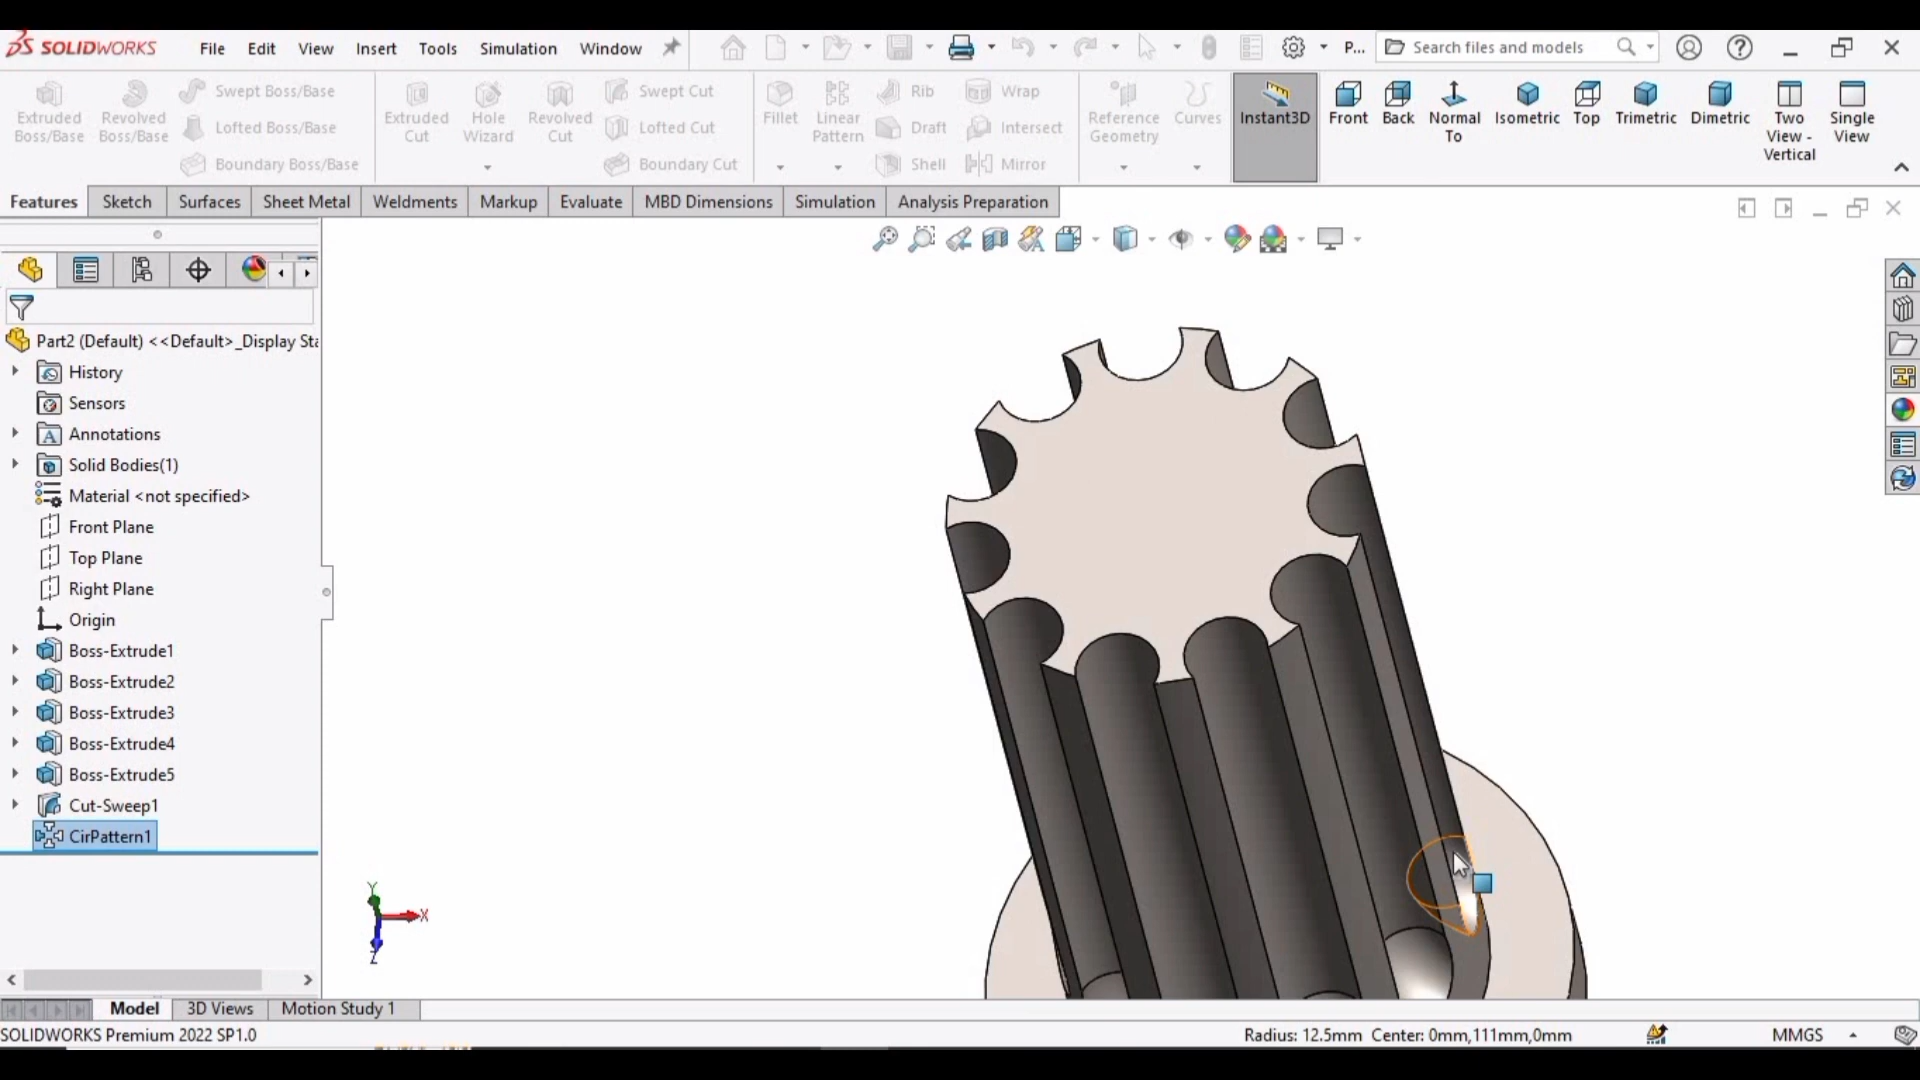 SOLIDWORKS File Edit View Insert Tools Simulation Window P... Search files and models
Extruded Boss/Base
Revolved Boss/Base
Swept Boss/Base
Lofted Boss/Base
Boundary Boss/Base
Extruded Cut
Hole Wizard
Revolved Cut
Swept Cut
Lofted Cut
Boundary Cut
Fillet
Linear Pattern
Rib
Draft
Shell
Wrap
Intersect
Mirror
Reference Geometry
Curves
Instant3D
Front
Back
Normal To
Isometric
Top
Trimetric
Dimetric
Two View - Vertical
Single View
Features Sketch Surfaces Sheet Metal Weldments Markup Evaluate MBD Dimensions Simulation Analysis Preparation
Part2 (Default) <<Default>_Display Sta
History
Sensors
Annotations
Solid Bodies(1)
Material <not specified>
Front Plane
Top Plane
Right Plane
Origin
Boss-Extrude1
Boss-Extrude2
Boss-Extrude3
Boss-Extrude4
Boss-Extrude5
Cut-Sweep1
CirPattern1
Y
X
Z
Model 3D Views Motion Study 1
SOLIDWORKS Premium 2022 SP1.0 Radius: 12.5mm Center: 0mm,111mm,0mm MMGS